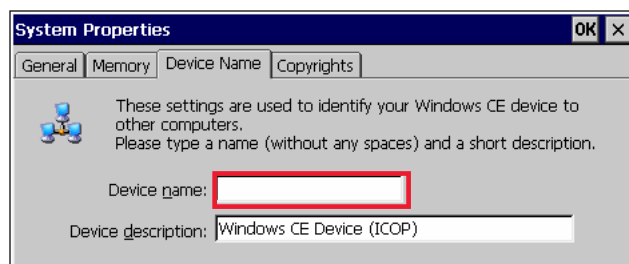 System Properties OK ×
General Memory Device Name Copyrights
These settings are used to identify your Windows CE device to
other computers.
Please type a name (without any spaces) and a short description.
Device name:
Device description: Windows CE Device (ICOP)